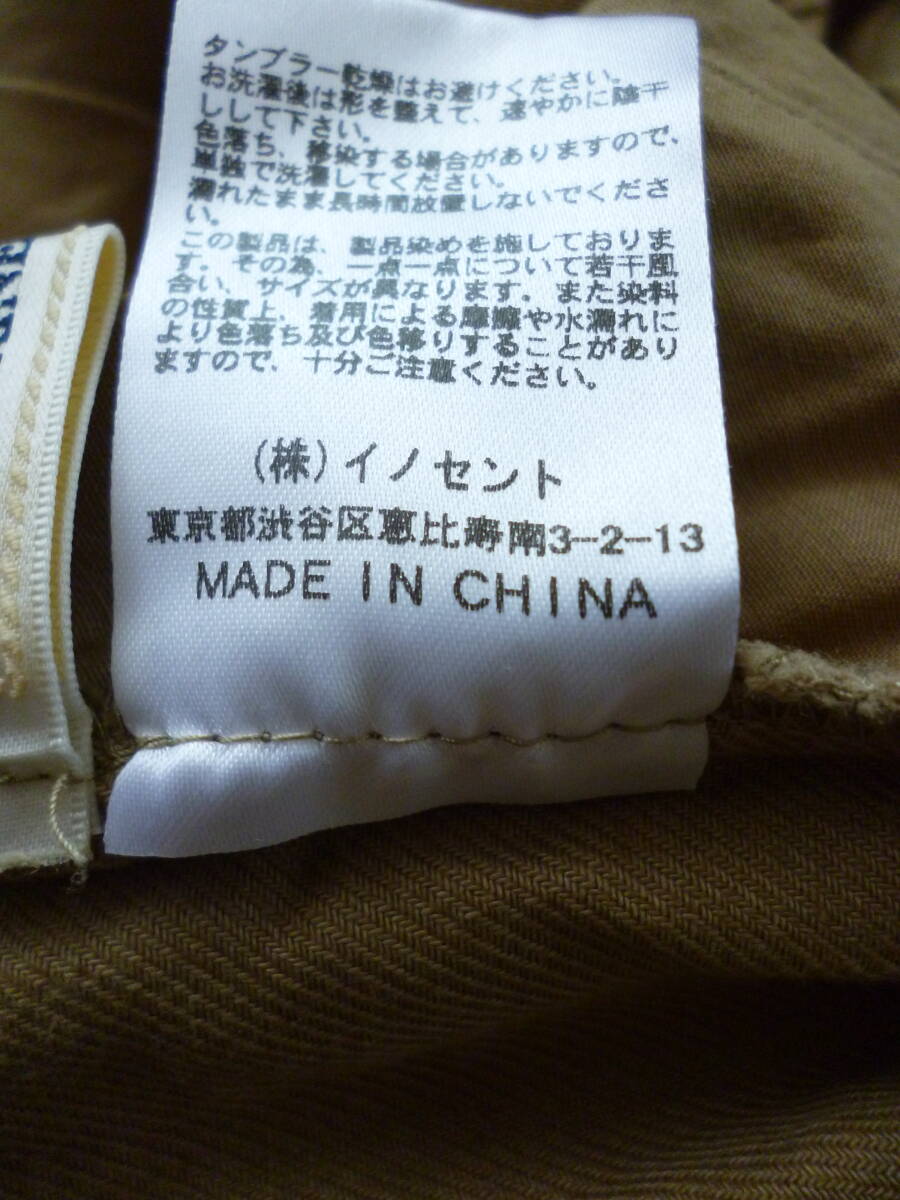 タンブラー乾燥はお避けください。
お洗濯後は形を整えて、速やかに陰干
しして下さい。
色落ち、移染する場合がありますので、
単独で洗濯してください。
濡れたまま長時間放置しないでくださ
い。
この製品は、製品染めを施しておりま
す。その為、一点一点について若干風
合い、サイズが異なります。また染料
の性質上、着用による摩擦や水濡れに
より色落ち及び色移りすることがあり
ますので、十分ご注意ください。
(株)イノセント
東京都渋谷区恵比寿南3-2-13
MADE IN CHINA